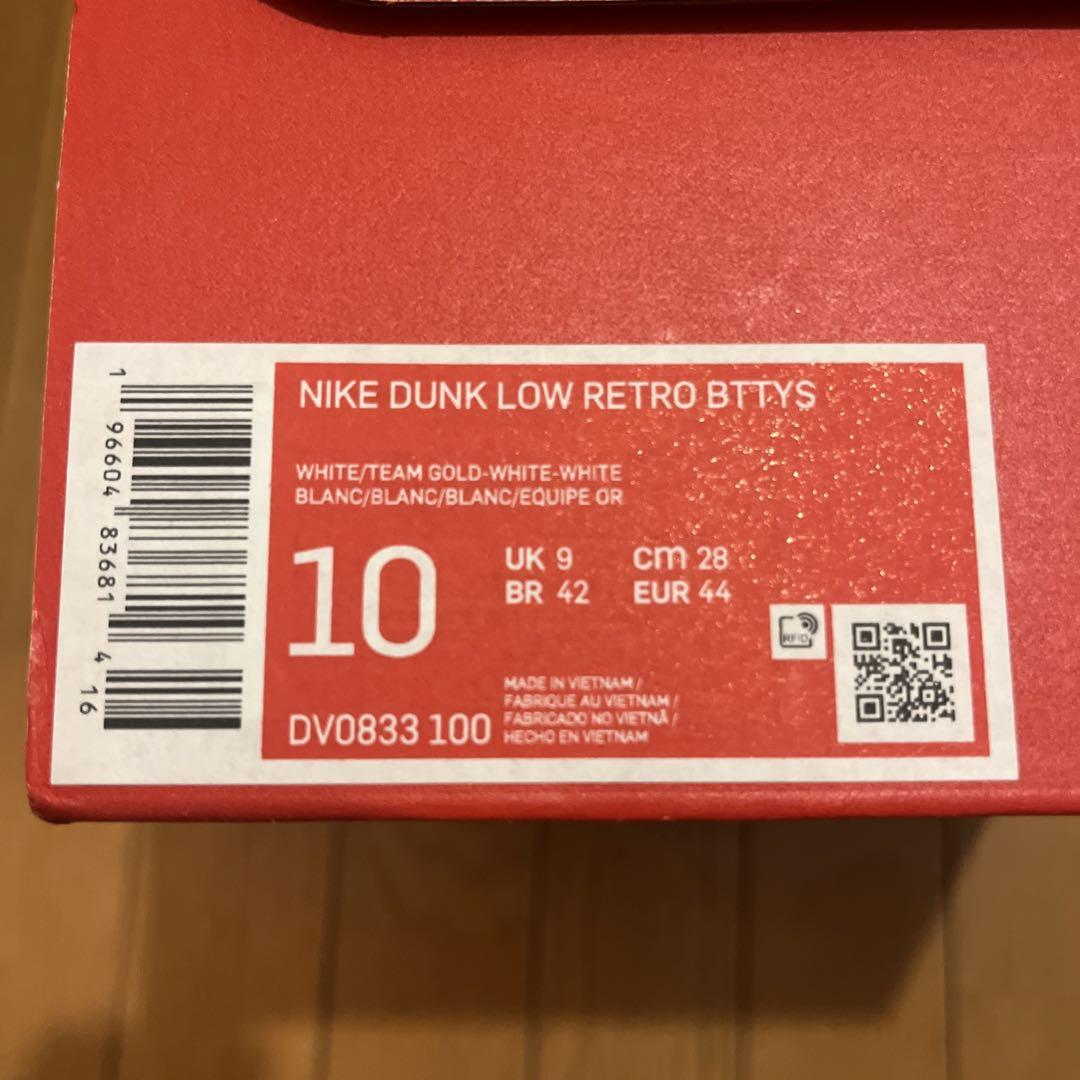 NIKE DUNK LOW RETRO BTTYS
WHITE/TEAM GOLD-WHITE-WHITE
BLANC/BLANC/BLANC/EQUIPE OR
10
UK 9
CM 28
BR 42
EUR 44
RFID
DV0833 100
MADE IN VIETNAM /
FABRIQUE AU VIETNAM /
FABRICADO NO VIETNÃ /
HECHO EN VIETNAM
1 96604 83681 4 16